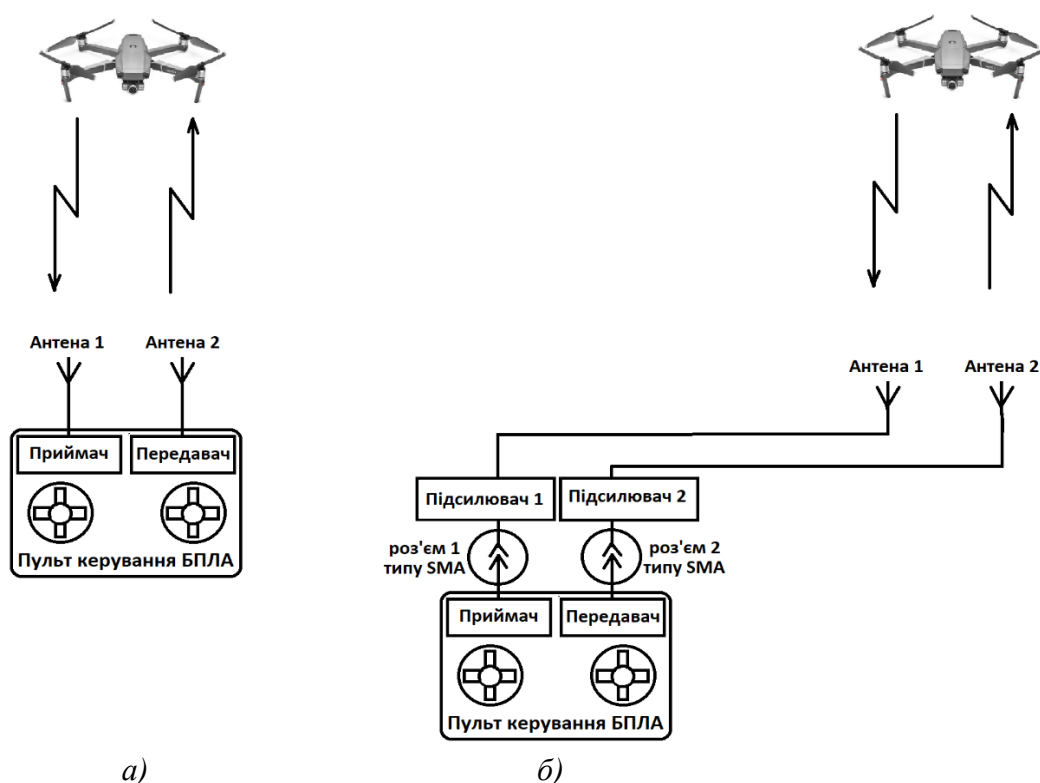 Антена 1
Антена 2
Приймач
Передавач
Пульт керування БПЛА
а)
Антена 1
Антена 2
Підсилювач 1
Підсилювач 2
роз'єм 1
типу SMA
роз'єм 2
типу SMA
Приймач
Передавач
Пульт керування БПЛА
б)